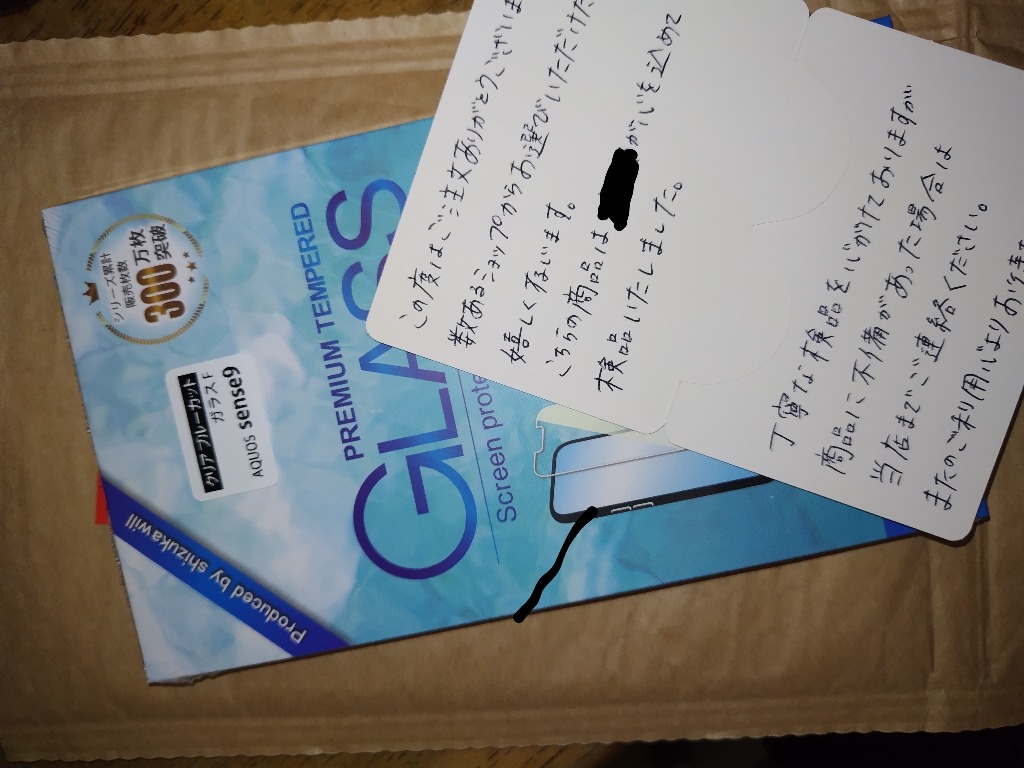 この度はご注文ありがとうございま
数あるショップからお選びいただけた
嬉しく存じます。
こちらの商品は
が心を込めて
検品いたしました。
丁寧な検品を心がけておりますが
商品に不備があった場合は
当店までご連絡ください。
またのご利用心よりお待
シリーズ累計
販売枚数
300万枚
突破
クリア ブルーカット
ガラスF
AQUOS sense9
PREMIUM TEMPERED
GLASS
Screen prote
Produced by shizukawill